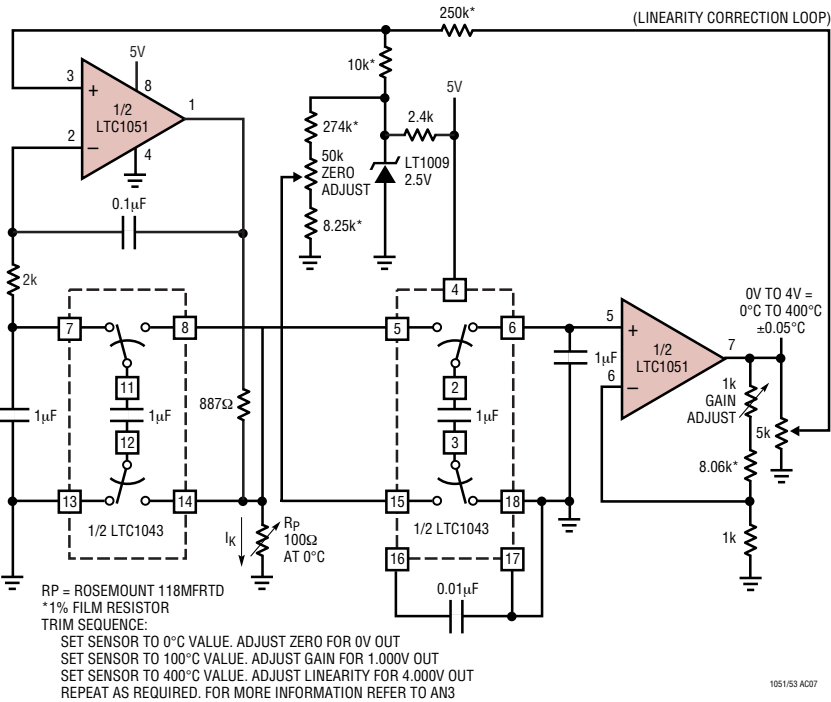 250k*
(LINEARITY CORRECTION LOOP)
5V
10k*
3
+
8
1/2
LTC1051
1
2
–
4
5V
2.4k
274k*
50k
ZERO
ADJUST
LT1009
2.5V
8.25k*
0.1µF
2k
4
0V TO 4V =
0°C TO 400°C
±0.05°C
7
8
5
6
5
+
1/2
LTC1051
7
6
–
11
1µF
1µF
12
887Ω
2
1µF
3
1µF
1k
GAIN
ADJUST
5k
8.06k*
13
14
1/2 LTC1043
15
18
1/2 LTC1043
IK
RP
100Ω
AT 0°C
16
17
1k
0.01µF
RP = ROSEMOUNT 118MFRTD
*1% FILM RESISTOR
TRIM SEQUENCE:
SET SENSOR TO 0°C VALUE. ADJUST ZERO FOR 0V OUT
SET SENSOR TO 100°C VALUE. ADJUST GAIN FOR 1.000V OUT
SET SENSOR TO 400°C VALUE. ADJUST LINEARITY FOR 4.000V OUT
REPEAT AS REQUIRED. FOR MORE INFORMATION REFER TO AN3
1051/53 AC07